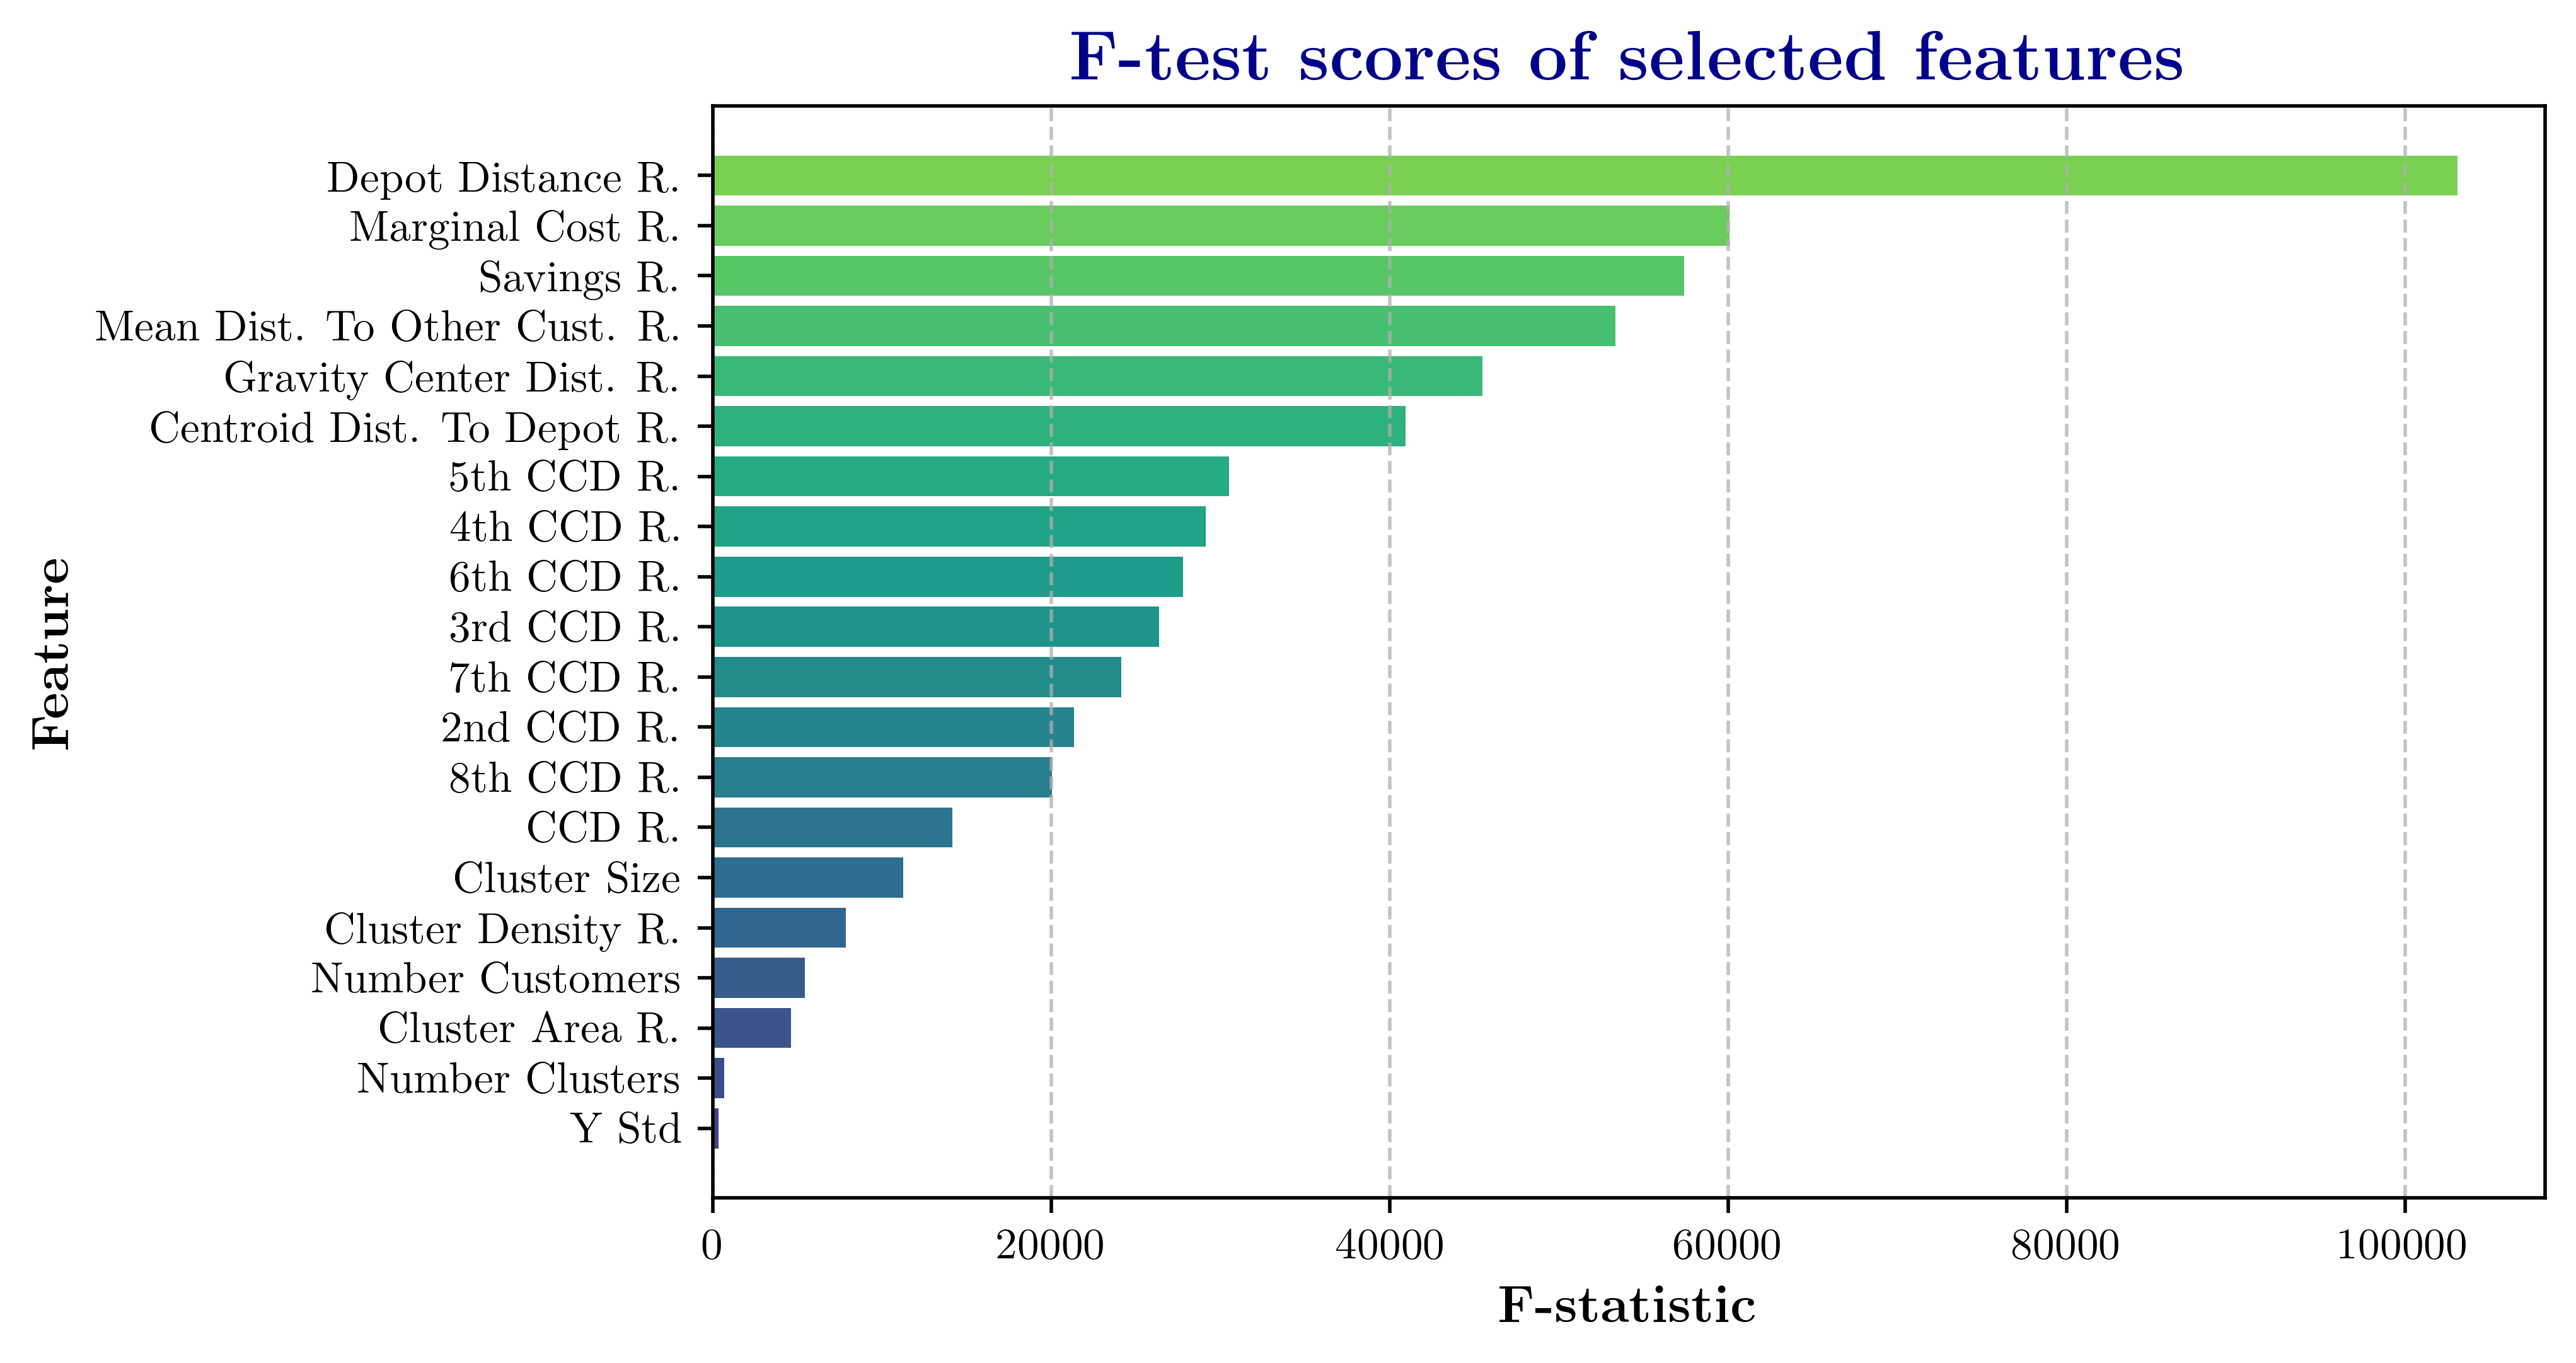 F-test scores of selected features
Depot Distance R.
Marginal Cost R.
Savings R.
Mean Dist. To Other Cust. R.
Gravity Center Dist. R.
Centroid Dist. To Depot R.
5th CCD R.
4th CCD R.
6th CCD R.
3rd CCD R.
7th CCD R.
2nd CCD R.
8th CCD R.
CCD R.
Cluster Size
Cluster Density R.
Number Customers
Cluster Area R.
Number Clusters
Y Std
Feature
0 20000 40000 60000 80000 100000
F-statistic